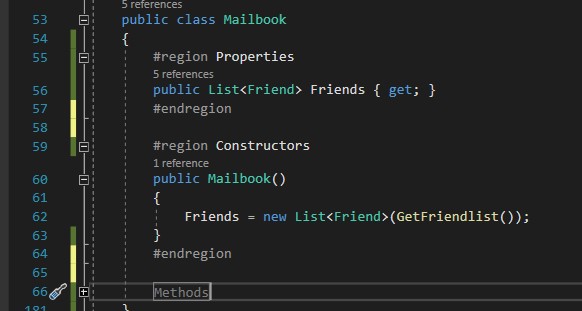 5 references
53 public class Mailbook
54 {
55 #region Properties
5 references
56 public List<Friend> Friends { get; }
57 #endregion
58
59 #region Constructors
1 reference
60 public Mailbook()
61 {
62 Friends = new List<Friend>(GetFriendlist());
63 }
64 #endregion
65
66 Methods
181 }